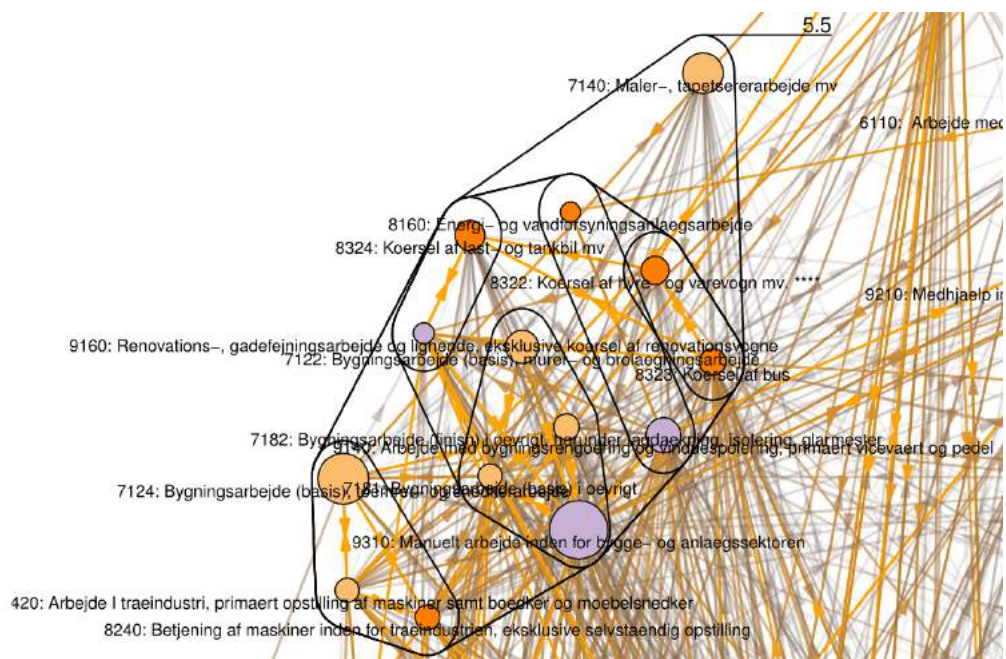 5.5
7140: Maler–, tapetsererarbejde mv
6110: Arbejde med
8160: Energi– og vandforsyningsanlaegsarbejde
8324: Koersel af last– og tankbil mv
8322: Koersel af hyre– og varevogn mv. ****
9210: Medhjaelp in
9160: Renovations–, gadefejningsarbejde og lignende, eksklusive koersel af renovationsvogne
7122: Bygningsarbejde (basis), murer– og brolaegningsarbejde
8323: Koersel af bus
7182: Bygningsarbejde (finish) i oevrigt, herunder tagdaekning, isolering, glarmester
9140: Arbejde med bygningsrengoering og vinduespolering, primaert vicevaert og pedel
7181: Bygningsarbejde (basis) i oevrigt
7124: Bygningsarbejde (basis), toemrer– og snedkerarbejde
9310: Manuelt arbejde inden for bygge– og anlaegssektoren
420: Arbejde I traeindustri, primaert opstilling af maskiner samt boedker og moebelsnedker
8240: Betjening af maskiner inden for traeindustrien, eksklusive selvstaendig opstilling